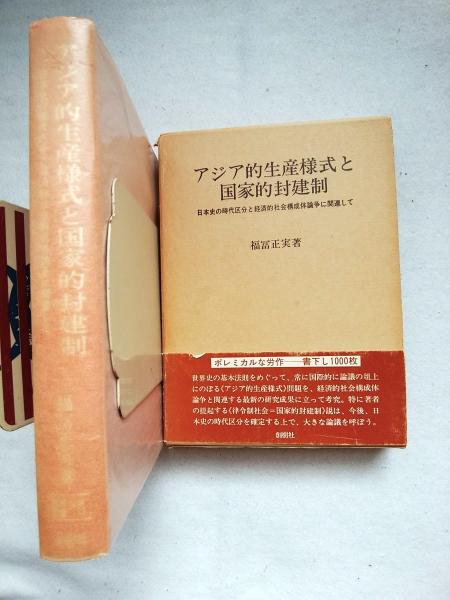 アジア的生産様式と国家的封建制
アジア的生産様式と
国家的封建制
日本史の時代区分と経済的社会構成体論争に関連して
福冨正実著
ポレミカルな労作——書下し1000枚
世界史の基本法則をめぐって、常に国際的に論議の俎上
にのぼる《アジア的生産様式》問題を、経済的社会構成体
論争と関連する最新の研究成果に立って考究。特に著者
の提起する《律令制社会=国家的封建制》説は、今後、日
本史の時代区分を確定する上で、大きな論議を呼ぼう。
創樹社